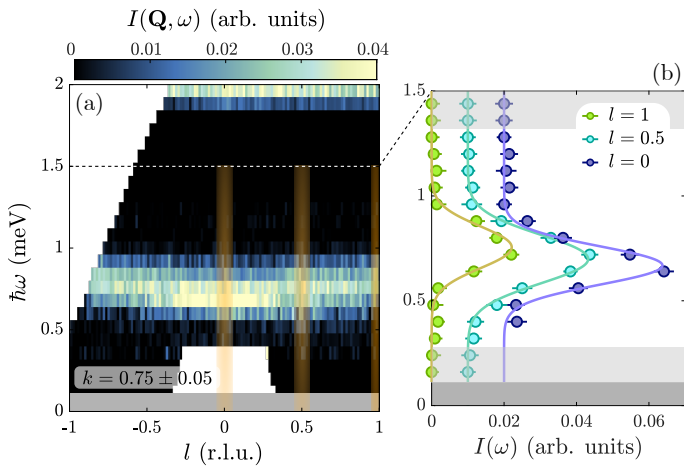 I(Q, ω) (arb. units)
0 0.01 0.02 0.03 0.04
(a)
2
1.5
1
0.5
0
ħω (meV)
k = 0.75 ± 0.05
-1 -0.5 0 0.5 1
l (r.l.u.)
(b)
1.5
1
0.5
0
l = 1
l = 0.5
l = 0
0 0.02 0.04 0.06
I(ω) (arb. units)